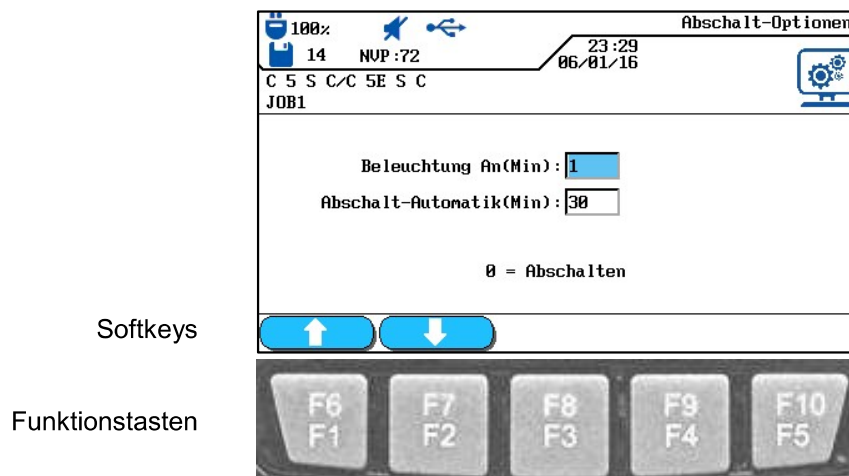 100% Abschalt-Optionen
14 NVP:72 23:29
06/01/16
C 5 S C/C 5E S C
JOB1
Beleuchtung An(Min): 1
Abschalt-Automatik(Min): 30
0 = Abschalten
Softkeys
F6 F7 F8 F9 F10
Funktionstasten
F1 F2 F3 F4 F5